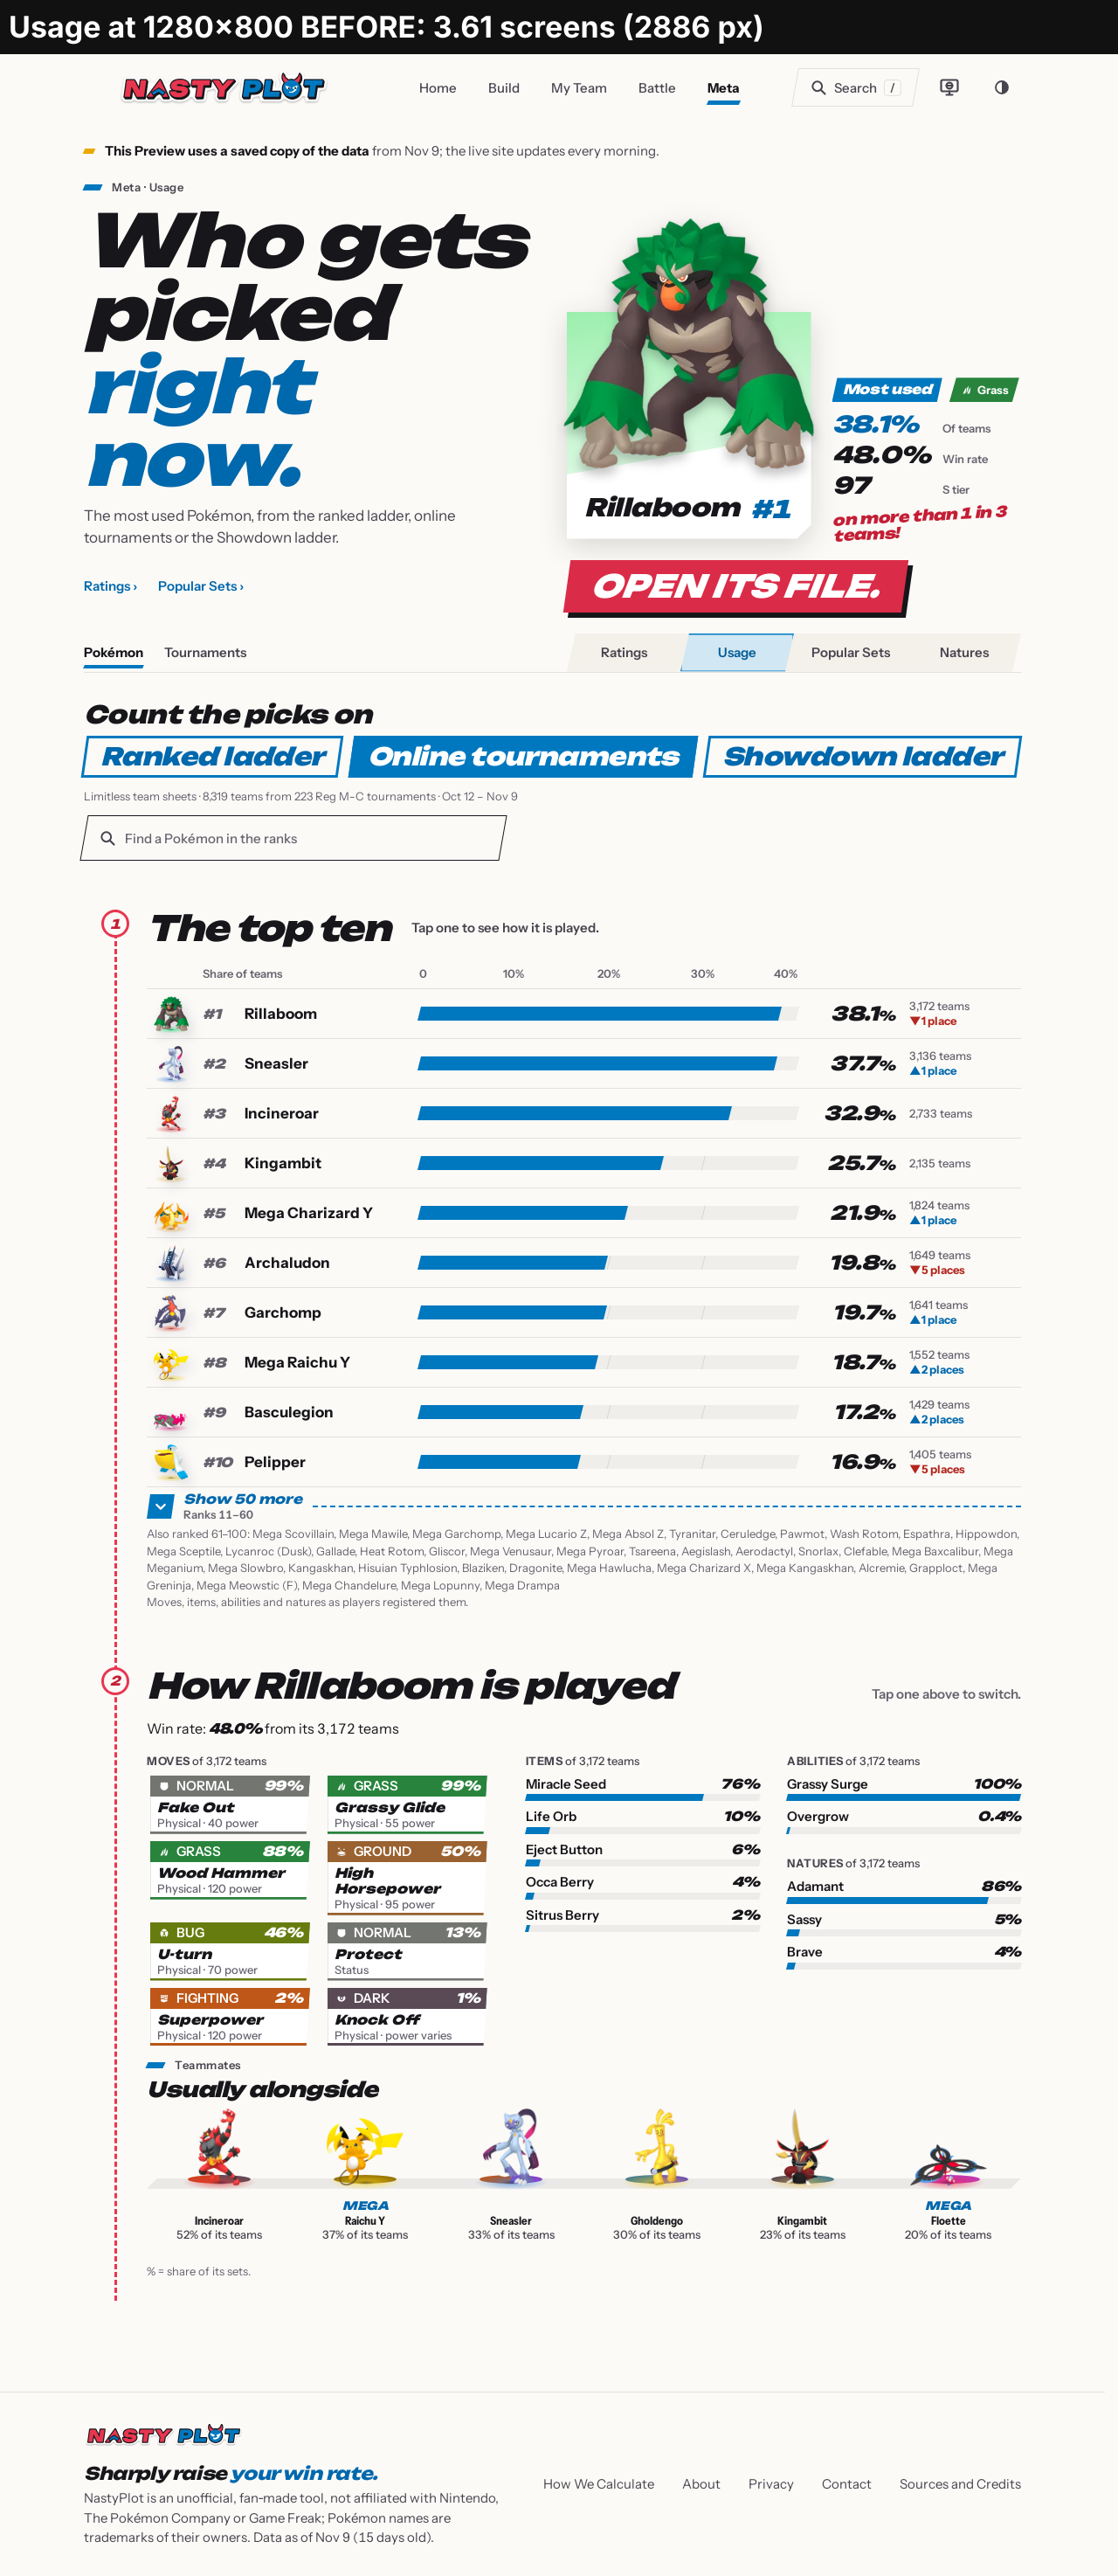 Usage at 1280×800 BEFORE: 3.61 screens (2886 px)
NASTY PLOT
Home Build My Team Battle Meta Search /
This Preview uses a saved copy of the data from Nov 9; the live site updates every morning.
Meta · Usage
Who gets
picked
right
now.
The most used Pokémon, from the ranked ladder, online
tournaments or the Showdown ladder.
Ratings › Popular Sets ›
Rillaboom #1
Most used Grass
38.1% Of teams
48.0% Win rate
97 S tier
on more than 1 in 3
teams!
OPEN ITS FILE.
Pokémon Tournaments Ratings Usage Popular Sets Natures
Count the picks on
Ranked ladder Online tournaments Showdown ladder
Limitless team sheets · 8,319 teams from 223 Reg M-C tournaments · Oct 12 – Nov 9
Find a Pokémon in the ranks
1 The top ten Tap one to see how it is played.
Share of teams 0 10% 20% 30% 40%
#1 Rillaboom 38.1% 3,172 teams
▼1 place
#2 Sneasler 37.7% 3,136 teams
▲1 place
#3 Incineroar 32.9% 2,733 teams
#4 Kingambit 25.7% 2,135 teams
#5 Mega Charizard Y 21.9% 1,824 teams
▲1 place
#6 Archaludon 19.8% 1,649 teams
▼5 places
#7 Garchomp 19.7% 1,641 teams
▲1 place
#8 Mega Raichu Y 18.7% 1,552 teams
▲2 places
#9 Basculegion 17.2% 1,429 teams
▲2 places
#10 Pelipper 16.9% 1,405 teams
▼5 places
Show 50 more
Ranks 11–60
Also ranked 61–100: Mega Scovillain, Mega Mawile, Mega Garchomp, Mega Lucario Z, Mega Absol Z, Tyranitar, Ceruledge, Pawmot, Wash Rotom, Espathra, Hippowdon,
Mega Sceptile, Lycanroc (Dusk), Gallade, Heat Rotom, Gliscor, Mega Venusaur, Mega Pyroar, Tsareena, Aegislash, Aerodactyl, Snorlax, Clefable, Mega Baxcalibur, Mega
Meganium, Mega Slowbro, Kangaskhan, Hisuian Typhlosion, Blaziken, Dragonite, Mega Hawlucha, Mega Charizard X, Mega Kangaskhan, Alcremie, Grapploct, Mega
Greninja, Mega Meowstic (F), Mega Chandelure, Mega Lopunny, Mega Drampa
Moves, items, abilities and natures as players registered them.
2 How Rillaboom is played Tap one above to switch.
Win rate: 48.0% from its 3,172 teams
MOVES of 3,172 teams
NORMAL 99%
Fake Out
Physical · 40 power
GRASS 99%
Grassy Glide
Physical · 55 power
GRASS 88%
Wood Hammer
Physical · 120 power
GROUND 50%
High
Horsepower
Physical · 95 power
BUG 46%
U-turn
Physical · 70 power
NORMAL 13%
Protect
Status
FIGHTING 2%
Superpower
Physical · 120 power
DARK 1%
Knock Off
Physical · power varies
ITEMS of 3,172 teams
Miracle Seed 76%
Life Orb 10%
Eject Button 6%
Occa Berry 4%
Sitrus Berry 2%
ABILITIES of 3,172 teams
Grassy Surge 100%
Overgrow 0.4%
NATURES of 3,172 teams
Adamant 86%
Sassy 5%
Brave 4%
Teammates
Usually alongside
Incineroar
52% of its teams
MEGA
Raichu Y
37% of its teams
Sneasler
33% of its teams
Gholdengo
30% of its teams
Kingambit
23% of its teams
MEGA
Floette
20% of its teams
% = share of its sets.
NASTY PLOT
Sharply raise your win rate.
NastyPlot is an unofficial, fan-made tool, not affiliated with Nintendo,
The Pokémon Company or Game Freak; Pokémon names are
trademarks of their owners. Data as of Nov 9 (15 days old).
How We Calculate About Privacy Contact Sources and Credits